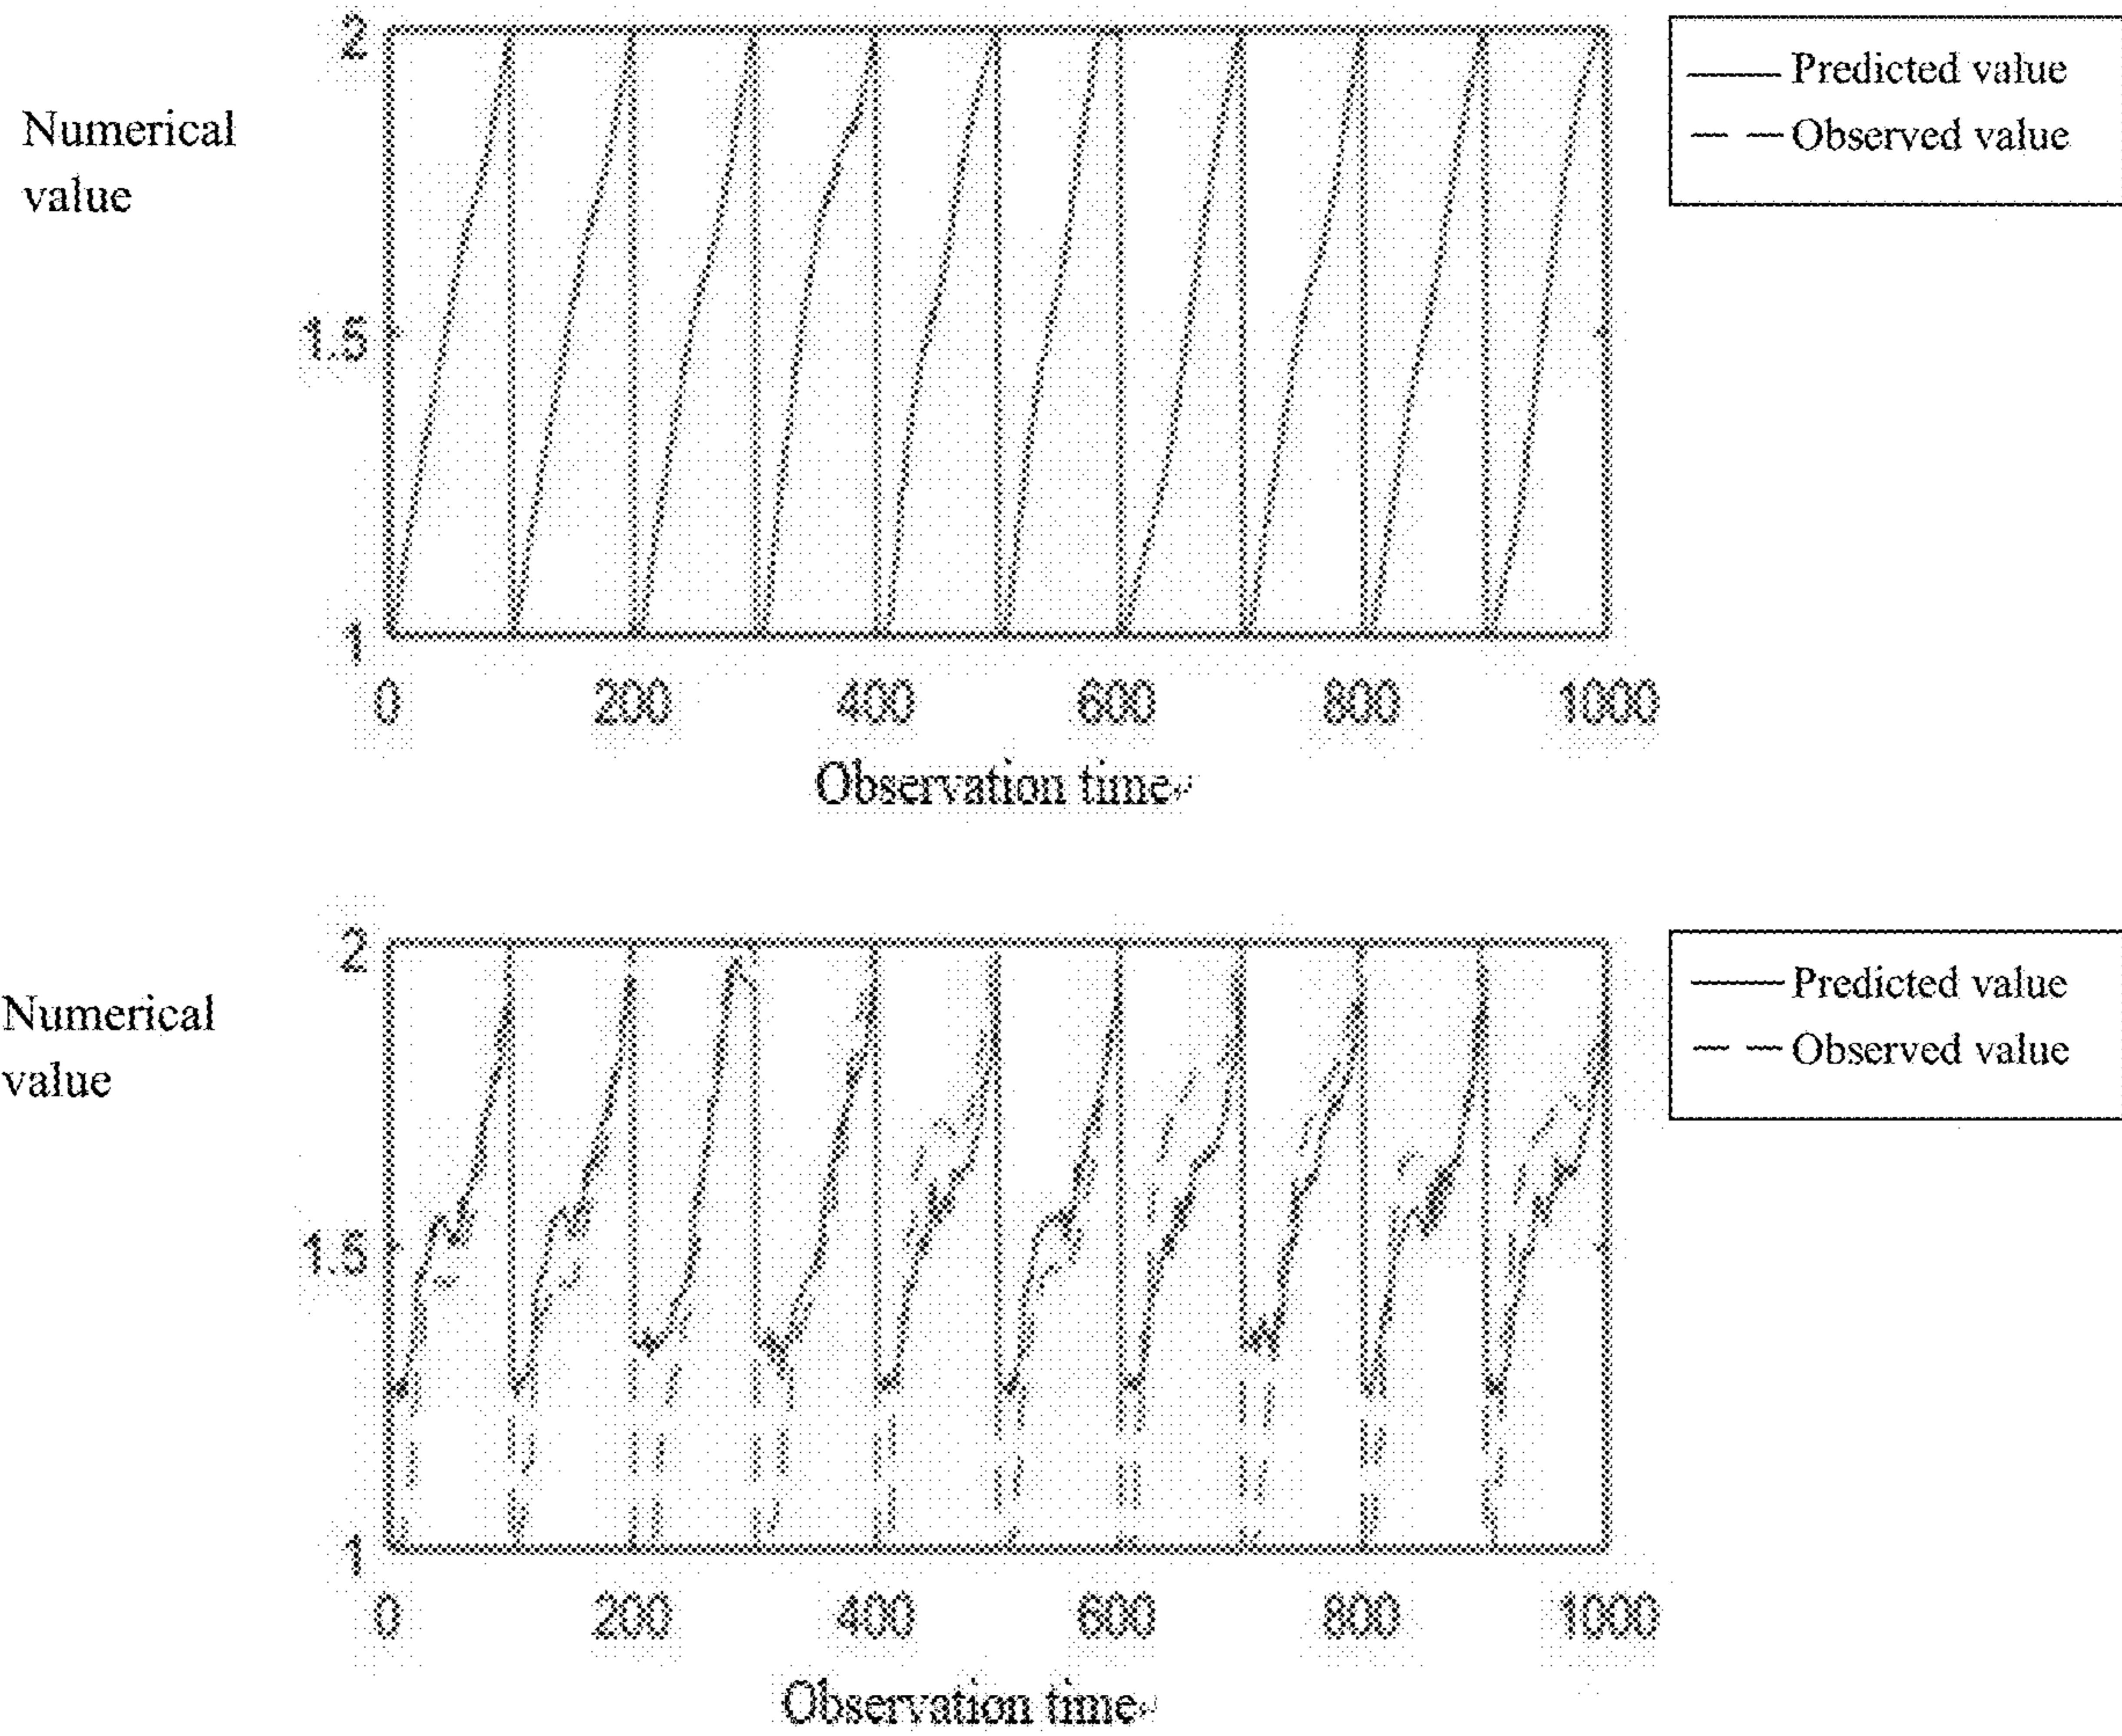 2
Numerical
value
1.5
1
0 200 400 600 800 1000
Observation time
Predicted value
Observed value
2
Numerical
value
1.5
1
0 200 400 600 800 1000
Observation time
Predicted value
Observed value